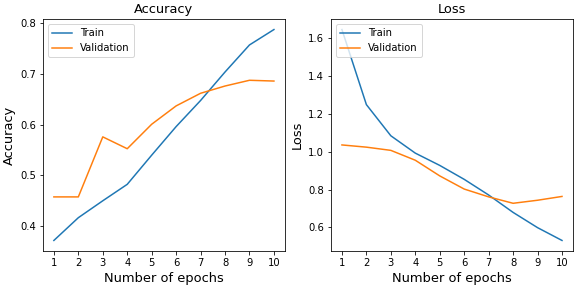 Accuracy
Train
Validation
0.8
0.7
0.6
0.5
0.4
Accuracy
1 2 3 4 5 6 7 8 9 10
Number of epochs
Loss
Train
Validation
1.6
1.4
1.2
1.0
0.8
0.6
Loss
1 2 3 4 5 6 7 8 9 10
Number of epochs